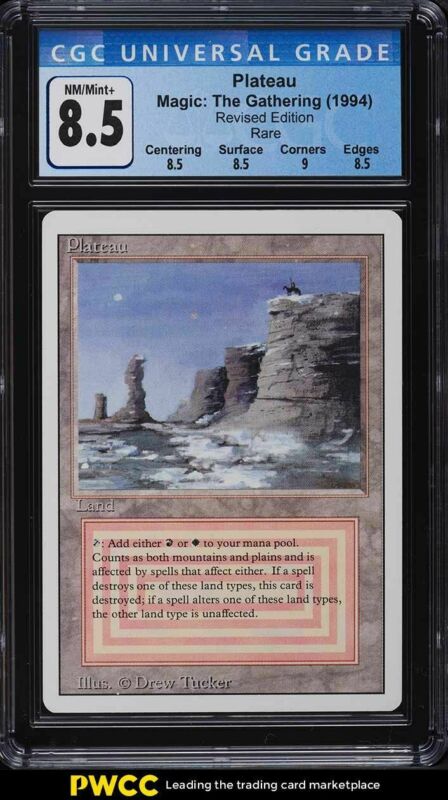 CGC UNIVERSAL GRADE
NM/Mint+
8.5
Plateau
Magic: The Gathering (1994)
Revised Edition
Rare
Centering Surface Corners Edges
8.5 8.5 9 8.5
Plateau
Land
: Add either or to your mana pool.
Counts as both mountains and plains and is
affected by spells that affect either. If a spell
destroys one of these land types, this card is
destroyed; if a spell alters one of these land types,
the other land type is unaffected.
Illus. © Drew Tucker
PWCC Leading the trading card marketplace